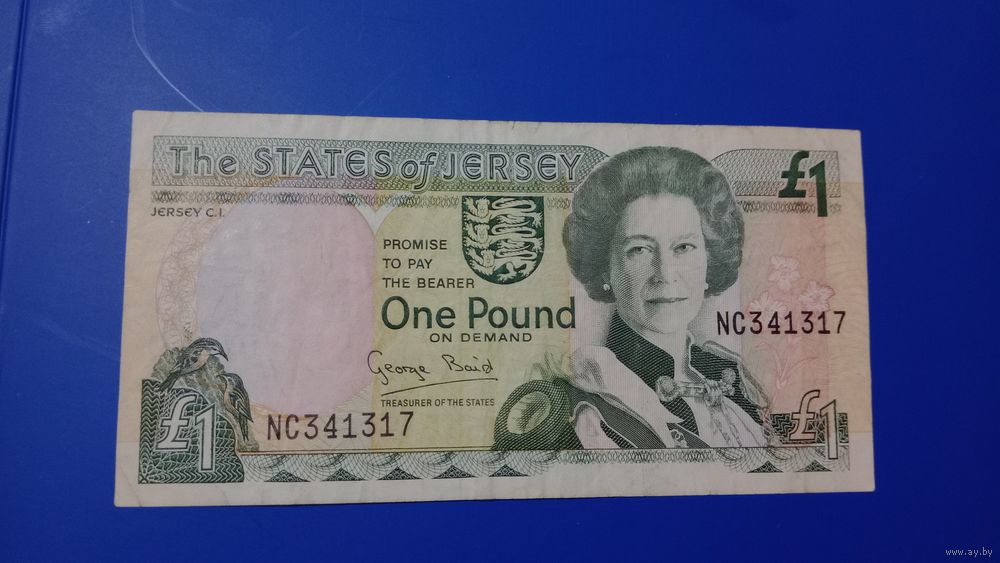 The STATES of JERSEY
£1
JERSEY C.I.
PROMISE
TO PAY
THE BEARER
One Pound
ON DEMAND
George Baird
TREASURER OF THE STATES
NC341317
NC341317
£1
£1
www.ay.by